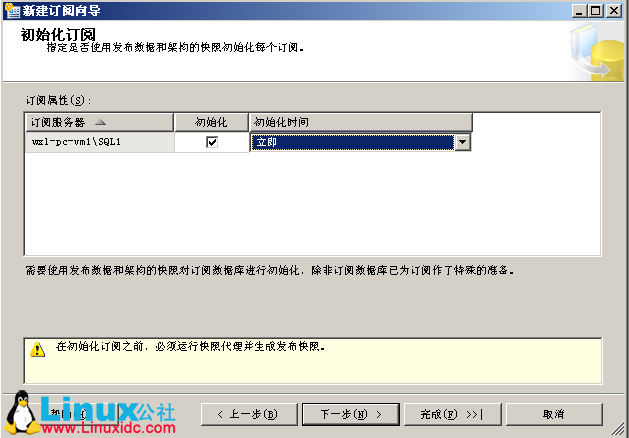 新建订阅向导
初始化订阅
指定是否使用发布数据和架构的快照初始化每个订阅。
订阅属性(S):
订阅服务器 初始化 初始化时间
wzl-pc-vm1\SQL1 立即
需要使用发布数据和架构的快照对订阅数据库进行初始化，除非订阅数据库已为订阅作了特殊的准备。
在初始化订阅之前，必须运行快照代理并生成发布快照。
< 上一步(B) 下一步(N) > 完成(F) >>| 取消
Linux公社
www.Linuxidc.com